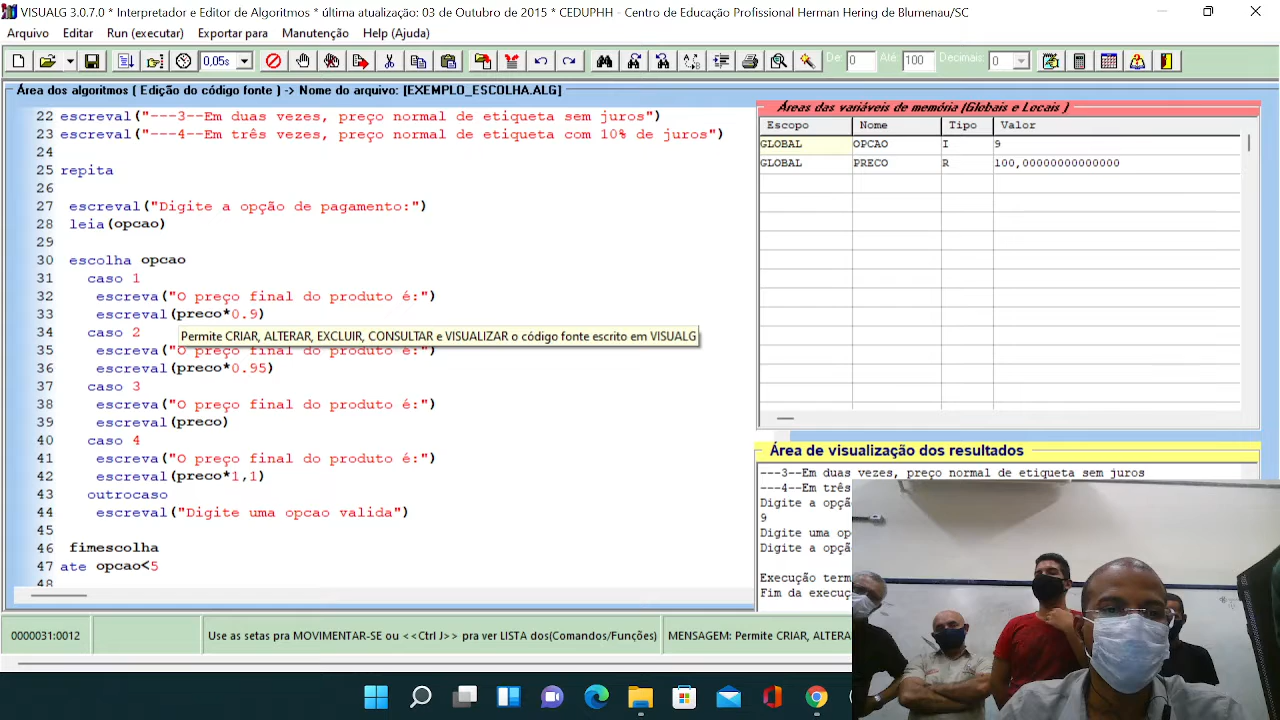 VISUALG 3.0.7.0 * Interpretador e Editor de Algoritmos * última atualização: 03 de Outubro de 2015 * CEDUPHH - Centro de Educação Profissional Herman Hering de Blumenau/SC
Arquivo Editar Run (executar) Exportar para Manutenção Help (Ajuda)
0,05s De: 0 Até 100 Decimais: 0
Área dos algoritmos ( Edição do código fonte ) -> Nome do arquivo: [EXEMPLO_ESCOLHA.ALG]
22 escreval("---3--Em duas vezes, preço normal de etiqueta sem juros")
23 escreval("---4--Em três vezes, preço normal de etiqueta com 10% de juros")
24
25 repita
26
27 escreval("Digite a opção de pagamento:")
28 leia(opcao)
29
30 escolha opcao
31 caso 1
32 escreva("O preço final do produto é:")
33 escreval(preco*0.9)
34 caso 2
Permite CRIAR, ALTERAR, EXCLUIR, CONSULTAR e VISUALIZAR o código fonte escrito em VISUALG
35 escreva("O preço final do produto é:")
36 escreval(preco*0.95)
37 caso 3
38 escreva("O preço final do produto é:")
39 escreval(preco)
40 caso 4
41 escreva("O preço final do produto é:")
42 escreval(preco*1,1)
43 outrocaso
44 escreval("Digite uma opcao valida")
45
46 fimescolha
47 ate opcao<5
48
Áreas das variáveis de memória (Globais e Locais )
Escopo Nome Tipo Valor
GLOBAL OPCAO I 9
GLOBAL PRECO R 100,00000000000000
Área de visualização dos resultados
---3--Em duas vezes, preço normal de etiqueta sem juros
---4--Em três
Digite a opçã
9
Digite uma op
Digite a opçã
Execução term
Fim da execuç
0000031:0012 Use as setas pra MOVIMENTAR-SE ou <<Ctrl J>> pra ver LISTA dos(Comandos/Funções) MENSAGEM: Permite CRIAR, ALTERA